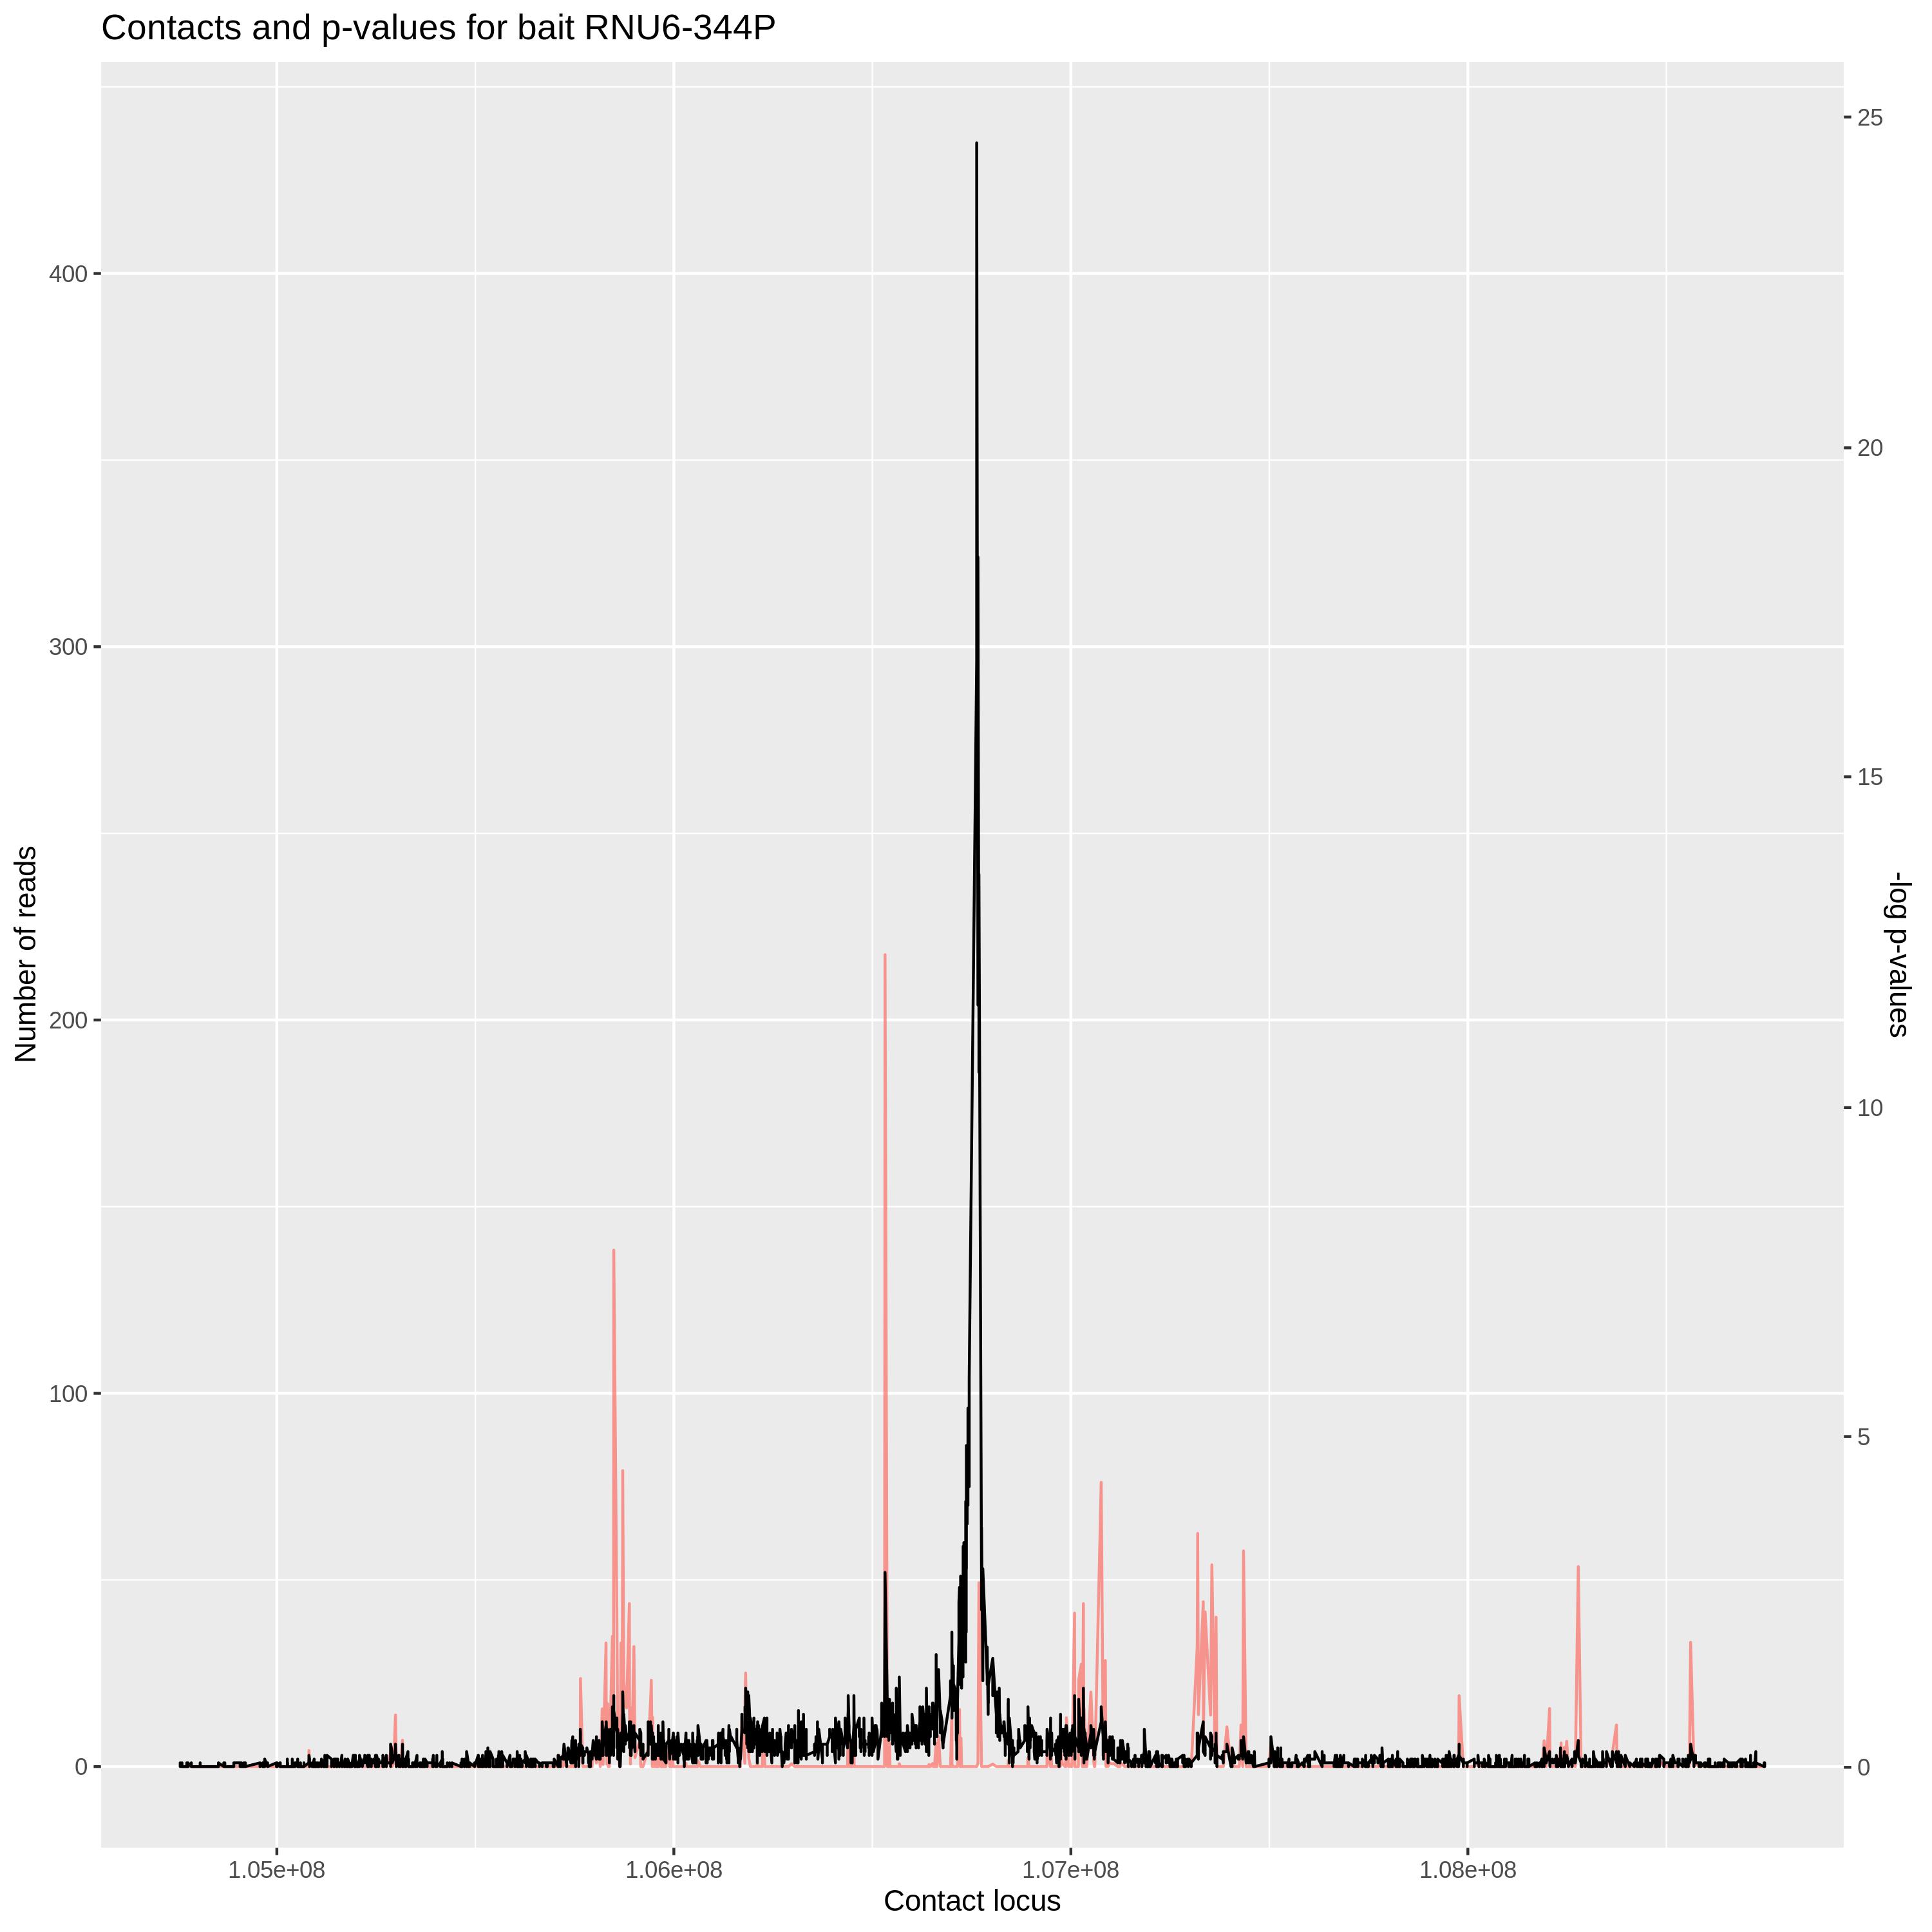 Contacts and p-values for bait RNU6-344P
400
300
200
100
0
Number of reads
25
20
15
10
5
0
-log p-values
1.05e+08
1.06e+08
1.07e+08
1.08e+08
Contact locus